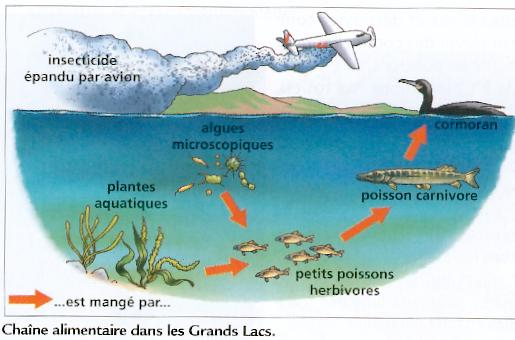 insecticide
épandu par avion
cormoran
algues
microscopiques
plantes
aquatiques
poisson carnivore
petits poissons
herbivores
...est mangé par...
Chaîne alimentaire dans les Grands Lacs.